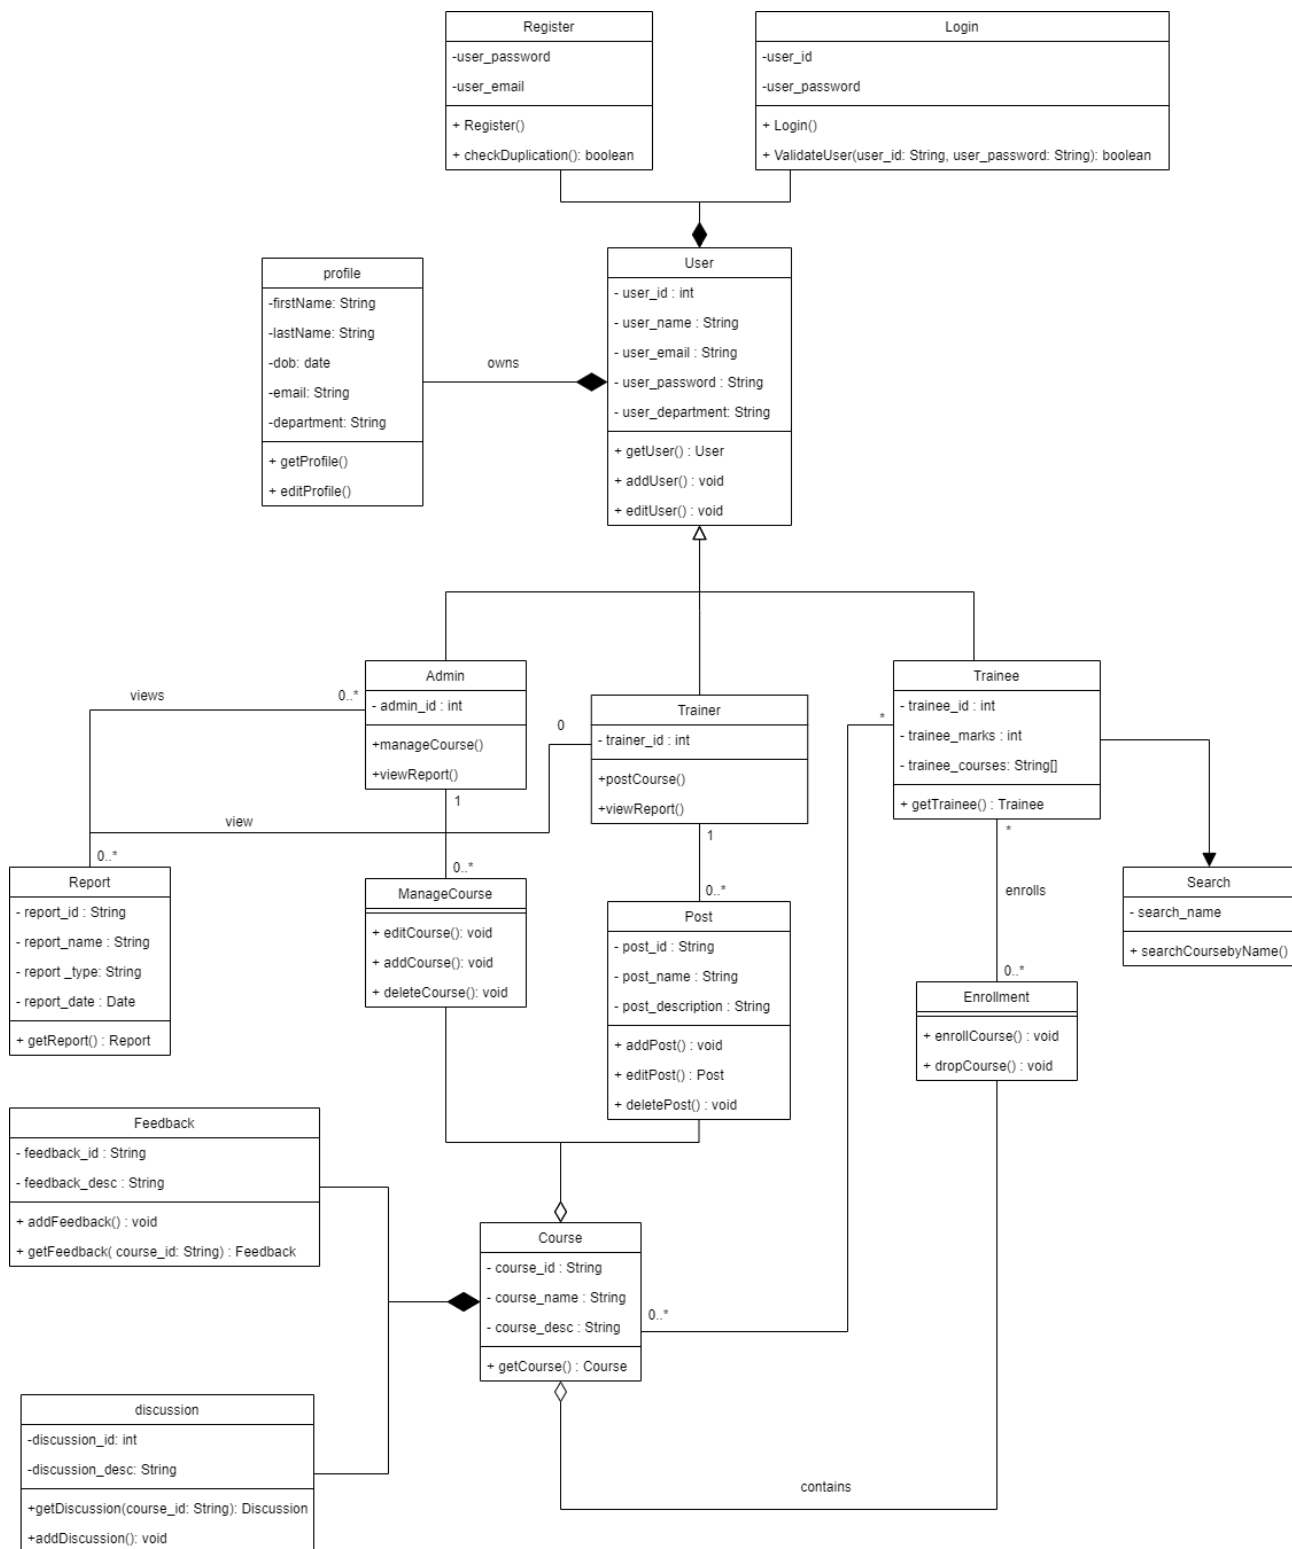 Register
-user_password
-user_email
+ Register()
+ checkDuplication(): boolean
Login
-user_id
-user_password
+ Login()
+ ValidateUser(user_id: String, user_password: String): boolean
profile
-firstName: String
-lastName: String
-dob: date
-email: String
-department: String
+ getProfile()
+ editProfile()
owns
User
- user_id : int
- user_name : String
- user_email : String
- user_password : String
- user_department: String
+ getUser() : User
+ addUser() : void
+ editUser() : void
views
0..*
Admin
- admin_id : int
+manageCourse()
+viewReport()
1
0
Trainer
- trainer_id : int
+postCourse()
+viewReport()
1
*
Trainee
- trainee_id : int
- trainee_marks : int
- trainee_courses: String[]
+ getTrainee() : Trainee
*
view
0..*
0..*
0..*
enrolls
0..*
Report
- report_id : String
- report_name : String
- report _type: String
- report_date : Date
+ getReport() : Report
ManageCourse
+ editCourse(): void
+ addCourse(): void
+ deleteCourse(): void
Post
- post_id : String
- post_name : String
- post_description : String
+ addPost() : void
+ editPost() : Post
+ deletePost() : void
Enrollment
+ enrollCourse() : void
+ dropCourse() : void
Search
- search_name
+ searchCoursebyName()
Feedback
- feedback_id : String
- feedback_desc : String
+ addFeedback() : void
+ getFeedback( course_id: String) : Feedback
Course
- course_id : String
- course_name : String
- course_desc : String
+ getCourse() : Course
0..*
discussion
-discussion_id: int
-discussion_desc: String
+getDiscussion(course_id: String): Discussion
+addDiscussion(): void
contains